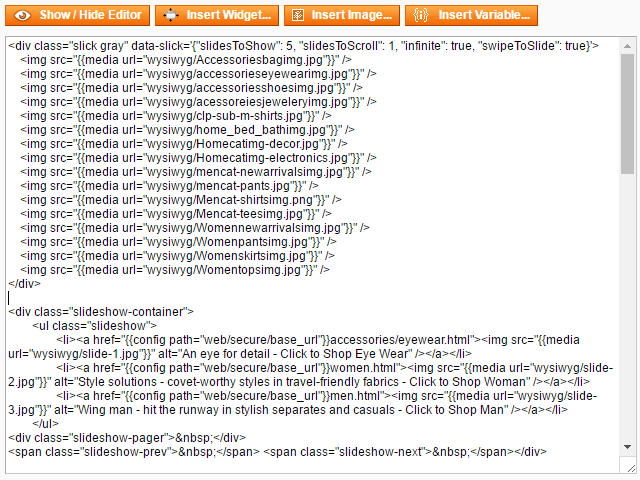 Show / Hide Editor Insert Widget... Insert Image... Insert Variable...
<div class="slick gray" data-slick='{"slidesToShow": 5, "slidesToScroll": 1, "infinite": true, "swipeToSlide": true}'>
<img src="{{media url="wysiwyg/Accessoriesbagimg.jpg"}}" />
<img src="{{media url="wysiwyg/accessorieseyewearimg.jpg"}}" />
<img src="{{media url="wysiwyg/accessoriesshoesimg.jpg"}}" />
<img src="{{media url="wysiwyg/acessoreiesjeweleryimg.jpg"}}" />
<img src="{{media url="wysiwyg/clp-sub-m-shirts.jpg"}}" />
<img src="{{media url="wysiwyg/home_bed_bathimg.jpg"}}" />
<img src="{{media url="wysiwyg/Homecatimg-decor.jpg"}}" />
<img src="{{media url="wysiwyg/Homecatimg-electronics.jpg"}}" />
<img src="{{media url="wysiwyg/mencat-newarrivalsimg.jpg"}}" />
<img src="{{media url="wysiwyg/mencat-pants.jpg"}}" />
<img src="{{media url="wysiwyg/Mencat-shirtsimg.png"}}" />
<img src="{{media url="wysiwyg/Mencat-teesimg.jpg"}}" />
<img src="{{media url="wysiwyg/Womennewarrivalsimg.jpg"}}" />
<img src="{{media url="wysiwyg/Womenpantsimg.jpg"}}" />
<img src="{{media url="wysiwyg/Womenskirtsimg.jpg"}}" />
<img src="{{media url="wysiwyg/Womentopsimg.jpg"}}" />
</div>
<div class="slideshow-container">
<ul class="slideshow">
<li><a href="{{config path="web/secure/base_url"}}accessories/eyewear.html"><img src="{{media
url="wysiwyg/slide-1.jpg"}}" alt="An eye for detail - Click to Shop Eye Wear" /></a></li>
<li><a href="{{config path="web/secure/base_url"}}women.html"><img src="{{media url="wysiwyg/slide-
2.jpg"}}" alt="Style solutions - covet-worthy styles in travel-friendly fabrics - Click to Shop Woman" /></a></li>
<li><a href="{{config path="web/secure/base_url"}}men.html"><img src="{{media url="wysiwyg/slide-
3.jpg"}}" alt="Wing man - hit the runway in stylish separates and casuals - Click to Shop Man" /></a></li>
</ul>
<div class="slideshow-pager">&nbsp;</div>
<span class="slideshow-prev">&nbsp;</span> <span class="slideshow-next">&nbsp;</span></div>